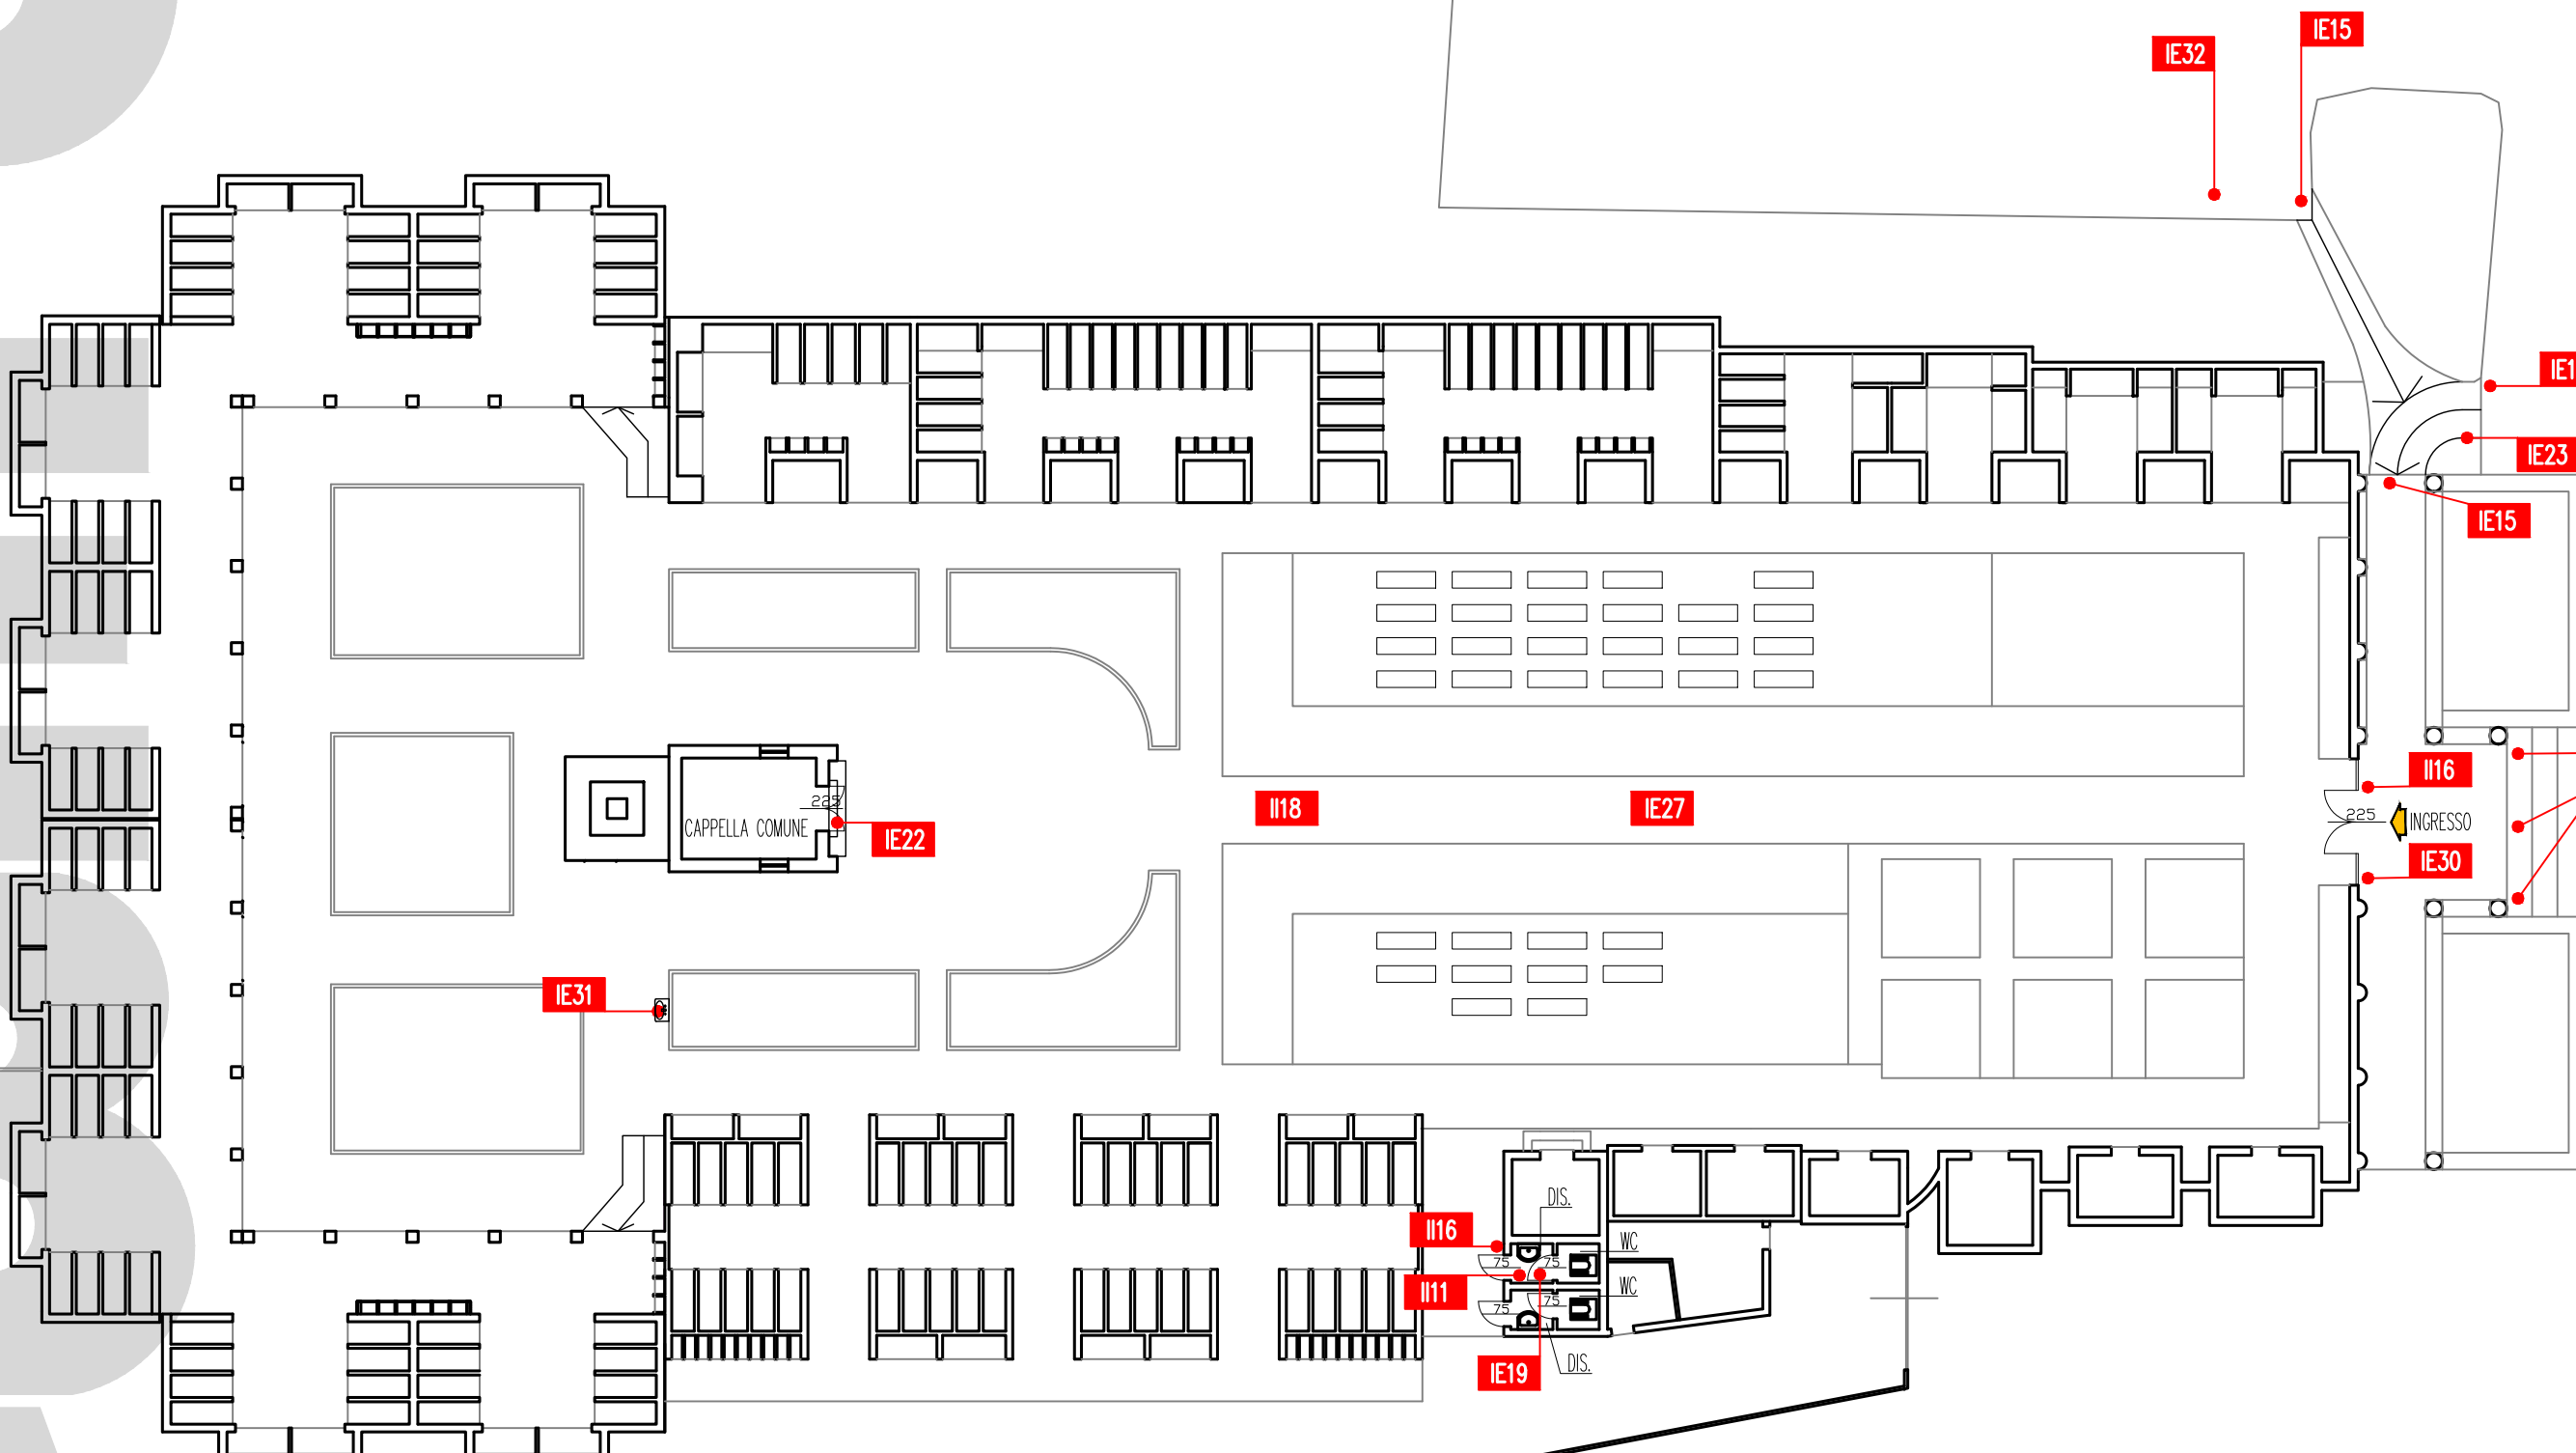 IE15
IE32
IE1
IE23
IE15
II16
225
CAPPELLA COMUNE
II18
IE27
225
INGRESSO
IE22
IE30
IE31
DIS.
II16
WC
75
75
II11
WC
75
75
IE19
DIS.